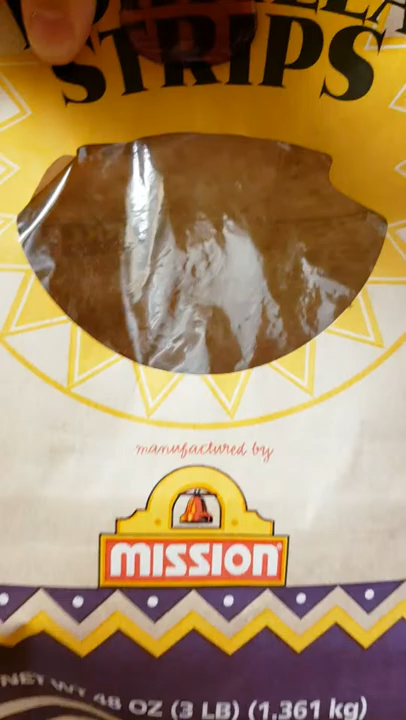 STRIPS
manufactured by
MISSION®
NET WT 48 OZ (3 LB) (1.361 kg)